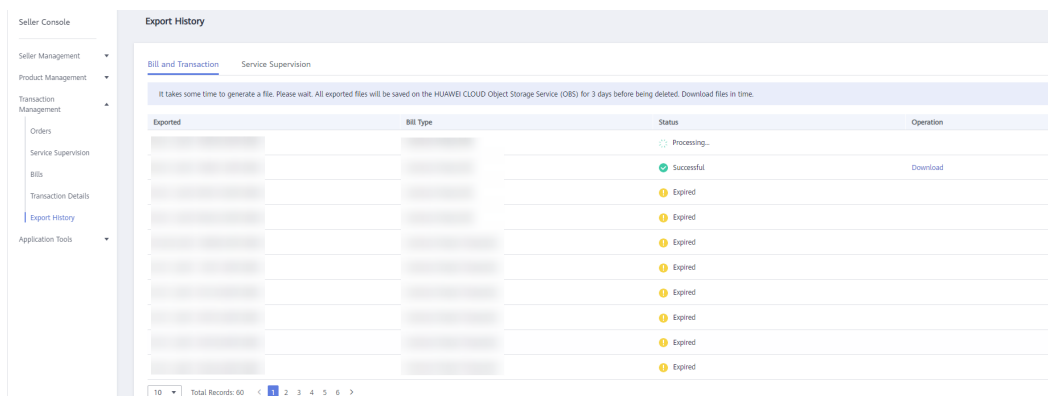 Seller Console
Export History
Seller Management
Product Management
Transaction
Management
Orders
Service Supervision
Bills
Transaction Details
Export History
Application Tools
Bill and Transaction
Service Supervision
It takes some time to generate a file. Please wait. All exported files will be saved on the HUAWEI CLOUD Object Storage Service (OBS) for 3 days before being deleted. Download files in time.
Exported Bill Type Status Operation
Processing...
Successful Download
Expired
Expired
Expired
Expired
Expired
Expired
Expired
Expired
10 Total Records: 60 < 1 2 3 4 5 6 >